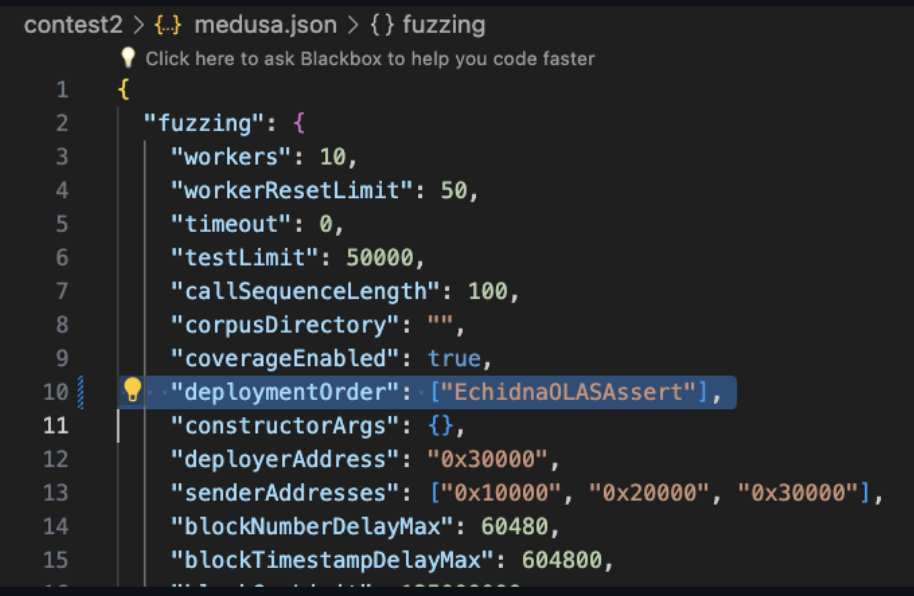 contest2 > {..} medusa.json > {} fuzzing
Click here to ask Blackbox to help you code faster
1 {
2 "fuzzing": {
3 "workers": 10,
4 "workerResetLimit": 50,
5 "timeout": 0,
6 "testLimit": 50000,
7 "callSequenceLength": 100,
8 "corpusDirectory": "",
9 "coverageEnabled": true,
10 "deploymentOrder": ["EchidnaOLASAssert"],
11 "constructorArgs": {},
12 "deployerAddress": "0x30000",
13 "senderAddresses": ["0x10000", "0x20000", "0x30000"],
14 "blockNumberDelayMax": 60480,
15 "blockTimestampDelayMax": 604800,